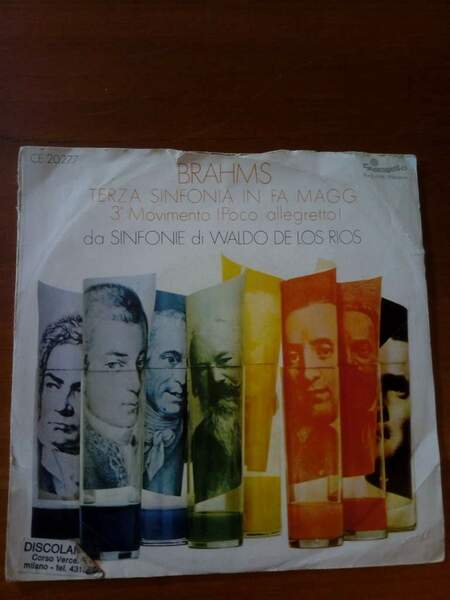 CE 20277
BRAHMS
TERZA SINFONIA IN FA MAGG.
3° Movimento (Poco allegretto)
da SINFONIE di WALDO DE LOS RIOS
DISCOLAN
Corso Verce
milano - tel. 431